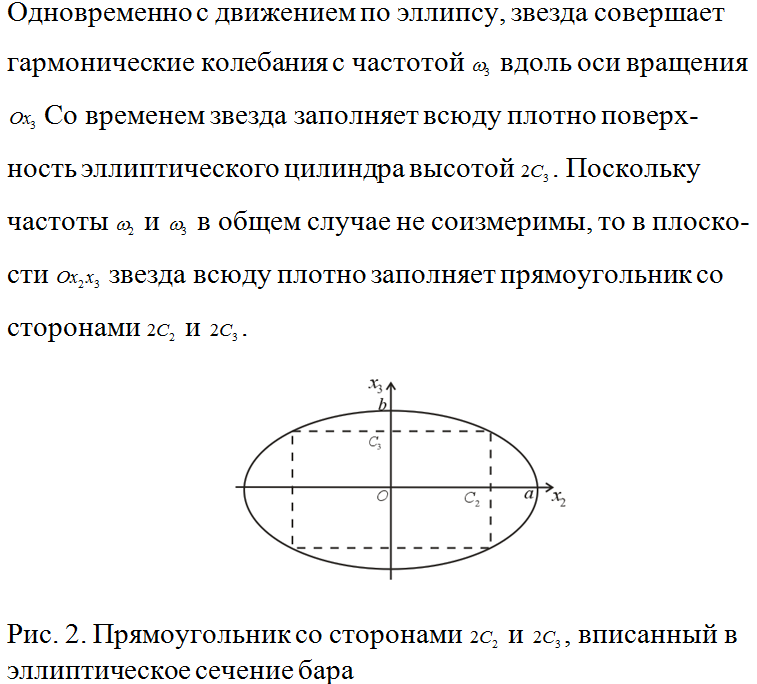 Одновременно с движением по эллипсу, звезда совершает
гармонические колебания с частотой ω₃ вдоль оси вращения
Ox₃ Со временем звезда заполняет всюду плотно поверх-
ность эллиптического цилиндра высотой 2C₃. Поскольку
частоты ω₂ и ω₃ в общем случае не соизмеримы, то в плоско-
сти Ox₂x₃ звезда всюду плотно заполняет прямоугольник со
сторонами 2C₂ и 2C₃.
x₃
b
C₃
O
C₂
a
x₂
Рис. 2. Прямоугольник со сторонами 2C₂ и 2C₃, вписанный в
эллиптическое сечение бара